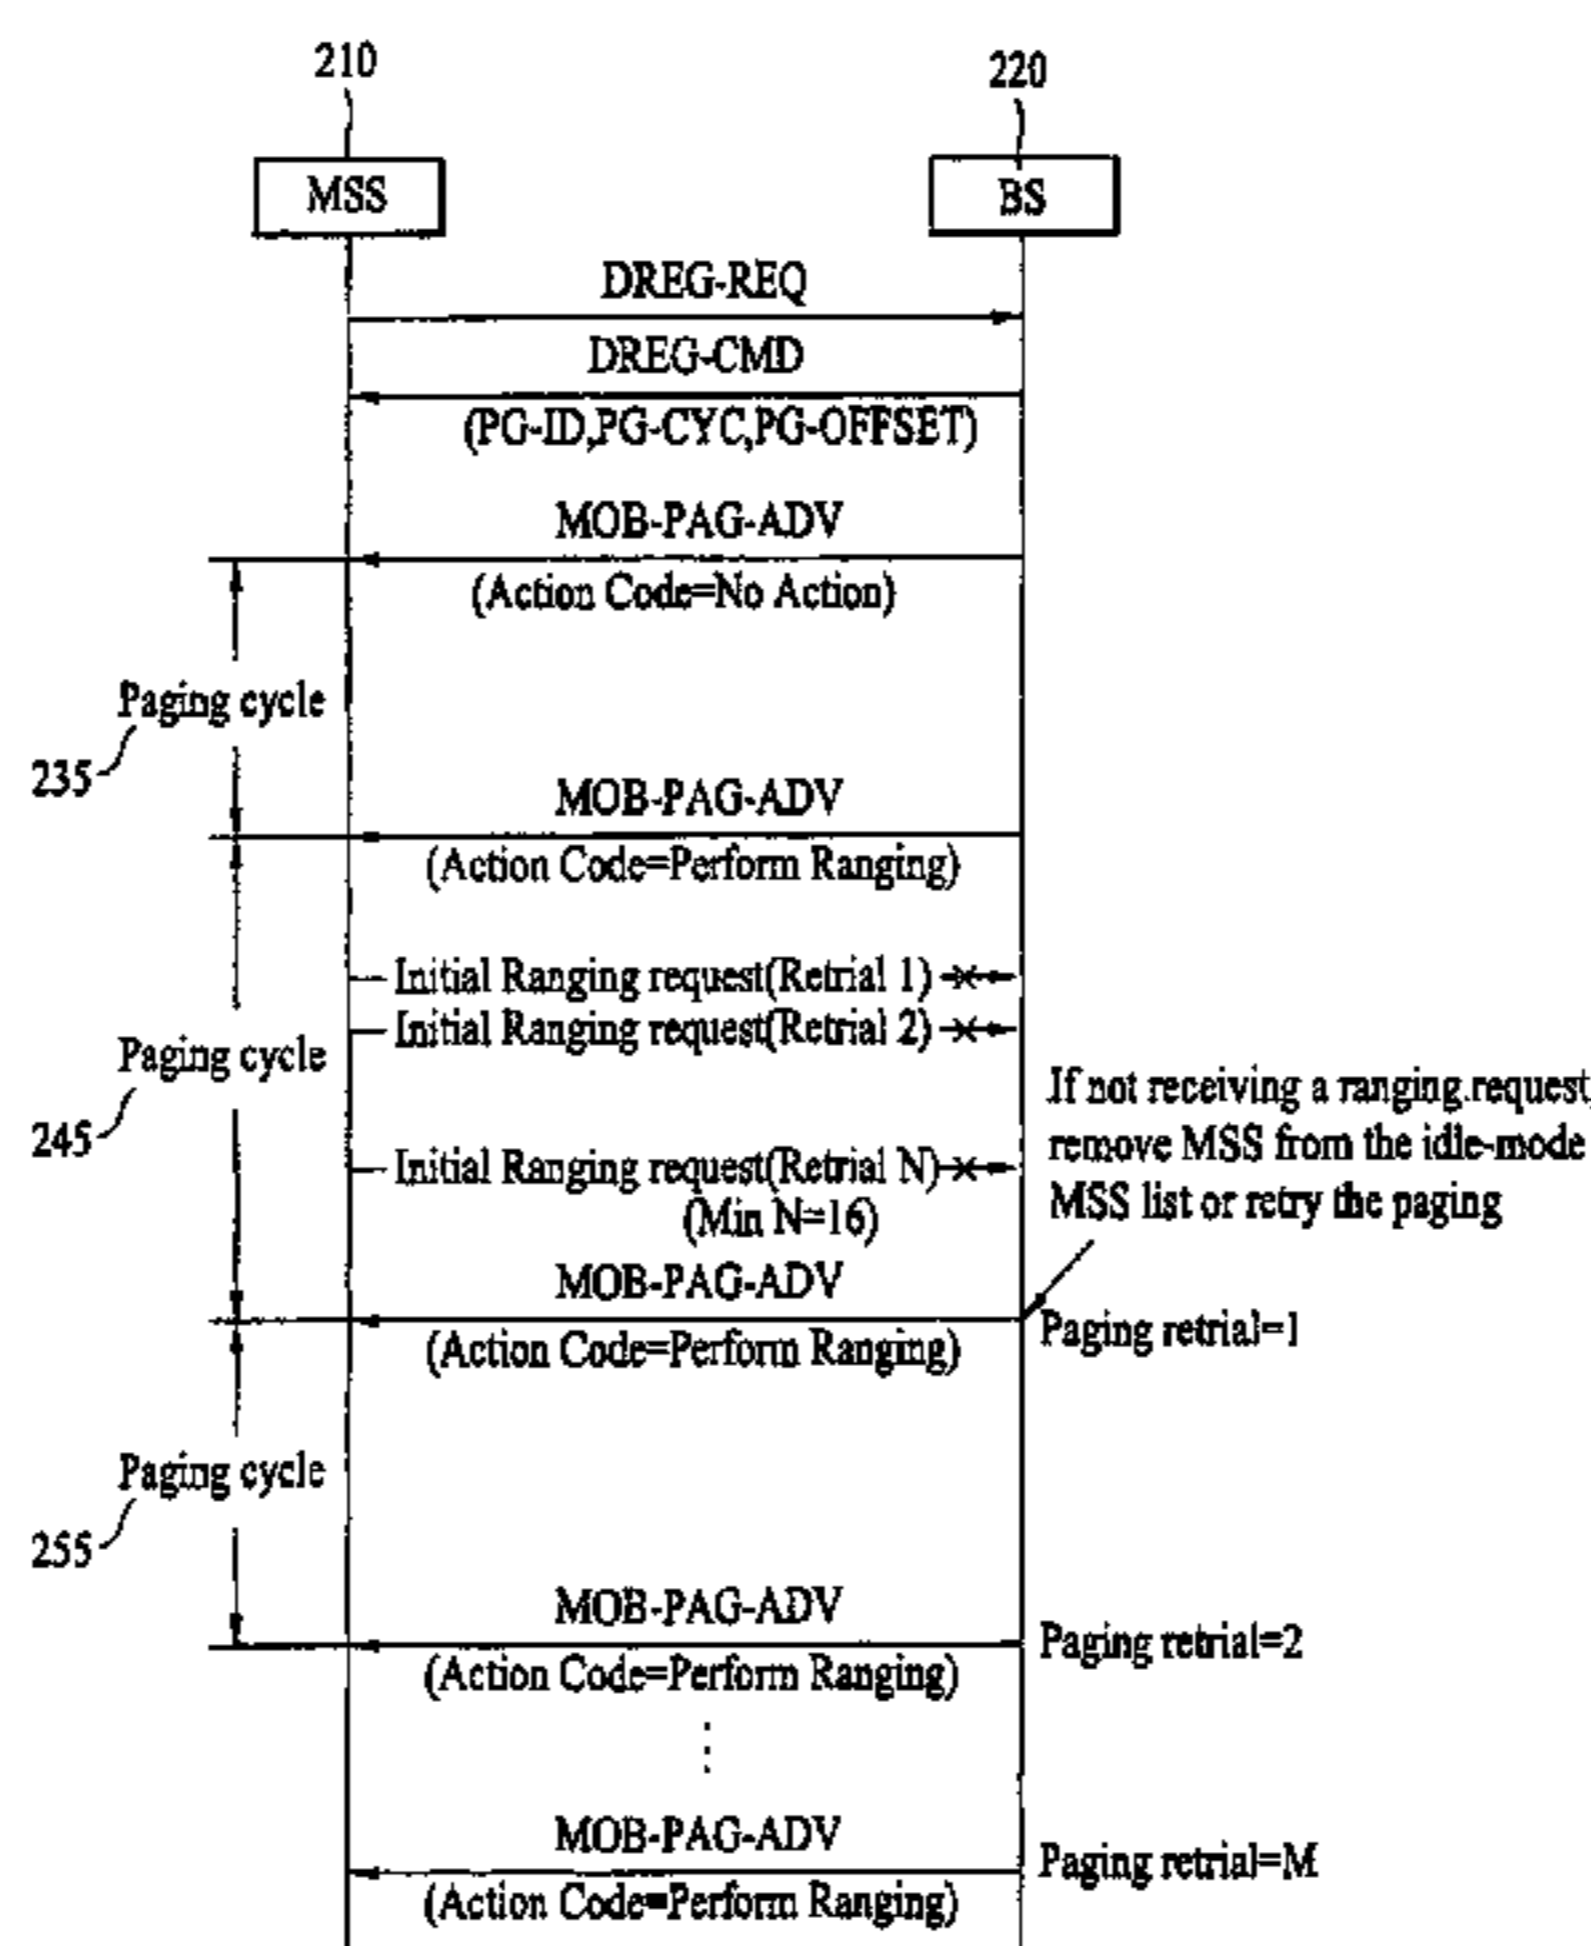 210
220
MSS
BS
DREG-REQ
DREG-CMD
(PG-ID,PG-CYC,PG-OFFSET)
MOB-PAG-ADV
(Action Code=No Action)
Paging cycle
235
MOB-PAG-ADV
(Action Code=Perform Ranging)
Initial Ranging request(Retrial 1)
Initial Ranging request(Retrial 2)
Paging cycle
245
If not receiving a ranging request,
remove MSS from the idle-mode
MSS list or retry the paging
Initial Ranging request(Retrial N)
(Min N=16)
MOB-PAG-ADV
(Action Code=Perform Ranging)
Paging retrial=1
Paging cycle
255
MOB-PAG-ADV
(Action Code=Perform Ranging)
Paging retrial=2
MOB-PAG-ADV
(Action Code=Perform Ranging)
Paging retrial=M